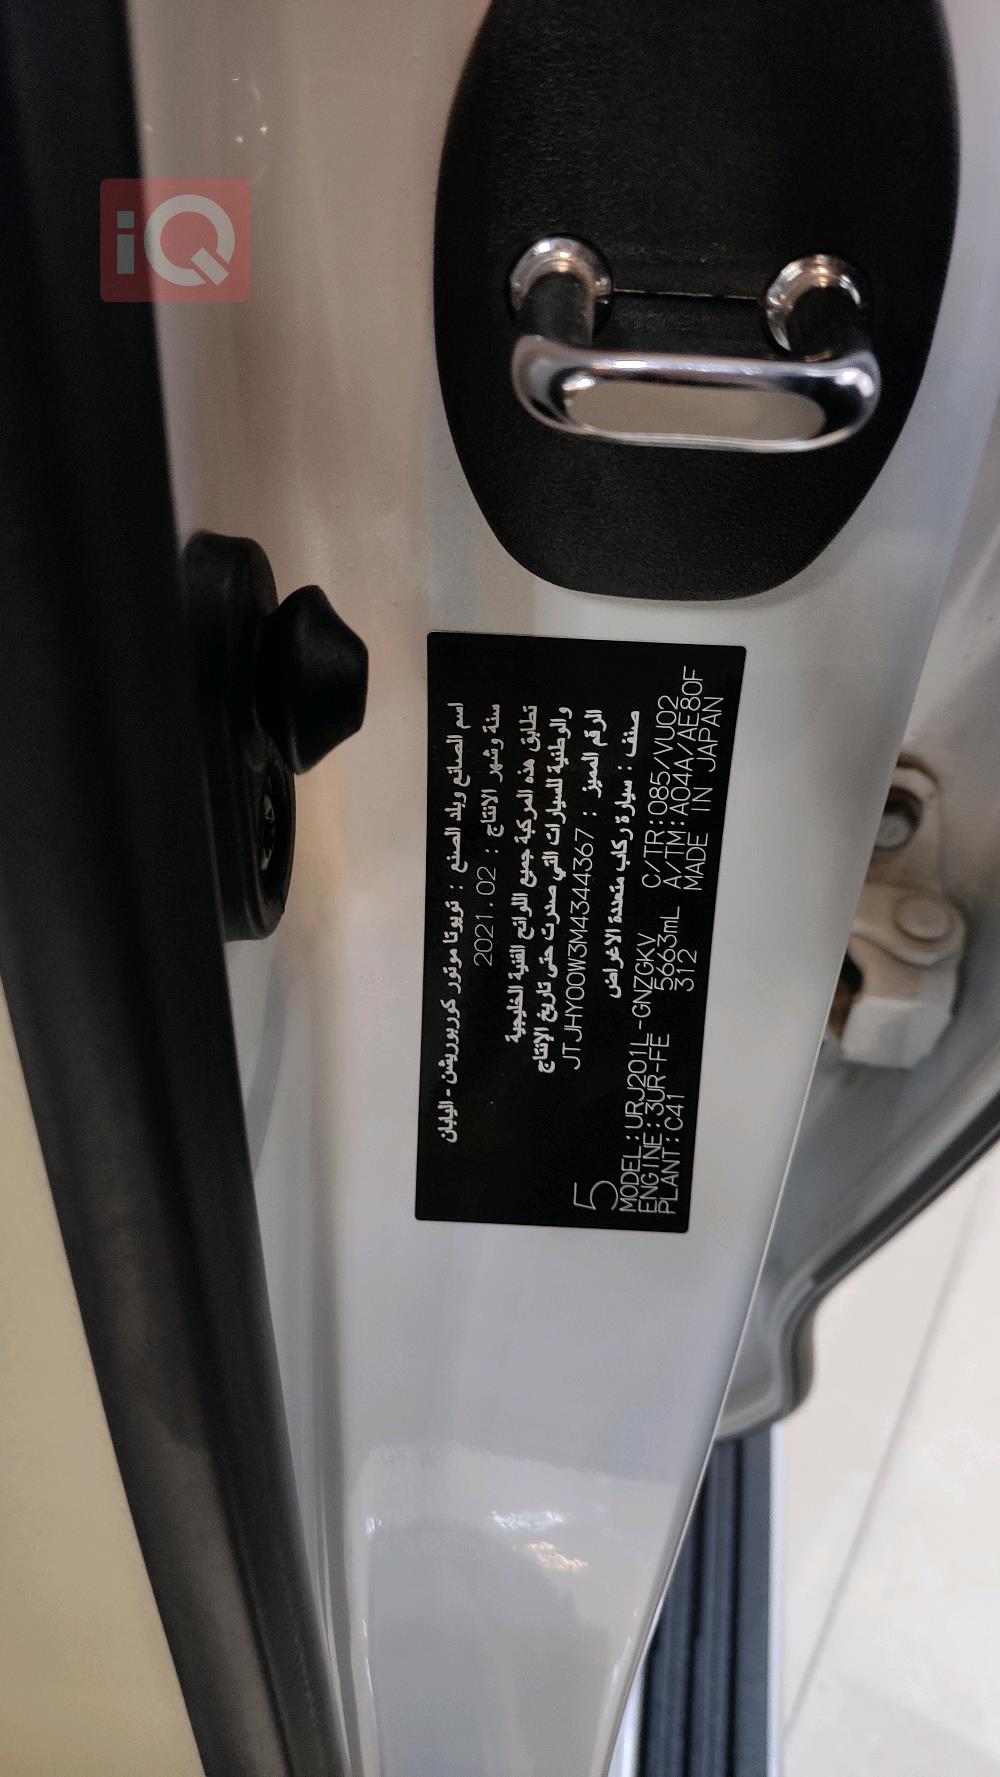 iQ
اسم الصانع وبلد الصنع : تويوتا موتور كوربوريشن - اليابان
سنة وشهر الانتاج : 2021.02
تطابق هذه المركبة جميع اللوائح الفنية الخليجية
والوطنية للسيارات التي صدرت حتى تاريخ الإنتاج
الرقم المميز : JTJHY00W3M4344367
صنف : سيارة ركاب متعددة الاغراض
5
MODEL:URJ201L-GNZGKV C/TR:085/VU02
ENGINE:3UR-FE 5663mL A/TM:A04A/AE80F
PLANT:C41 312 MADE IN JAPAN